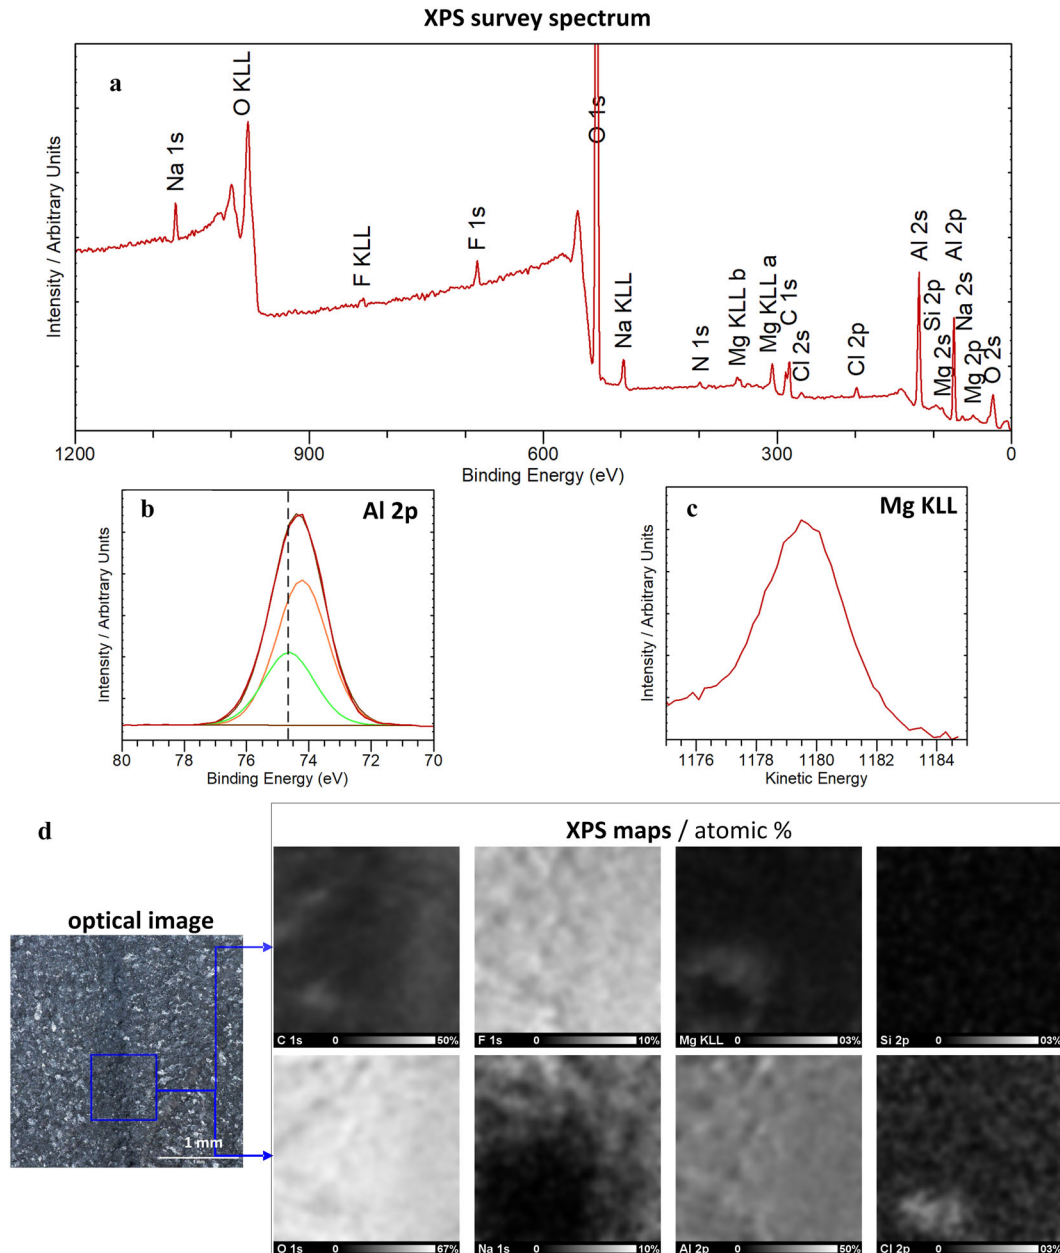 XPS survey spectrum
a
Intensity / Arbitrary Units
Na 1s
O KLL
F KLL
F 1s
O 1s
Na KLL
N 1s
Mg KLL b
Mg KLL a
C 1s
Cl 2s
Cl 2p
Al 2s
Si 2p
Mg 2s
Al 2p
Na 2s
Mg 2p
O 2s
1200 900 600 300 0
Binding Energy (eV)
b
Al 2p
Intensity / Arbitrary Units
80 78 76 74 72 70
Binding Energy (eV)
c
Mg KLL
Intensity / Arbitrary Units
1176 1178 1180 1182 1184
Kinetic Energy
d
XPS maps / atomic %
optical image
1 mm
C 1s 0 50%
F 1s 0 10%
Mg KLL 0 03%
Si 2p 0 03%
O 1s 0 67%
Na 1s 0 10%
Al 2p 0 50%
Cl 2p 0 03%